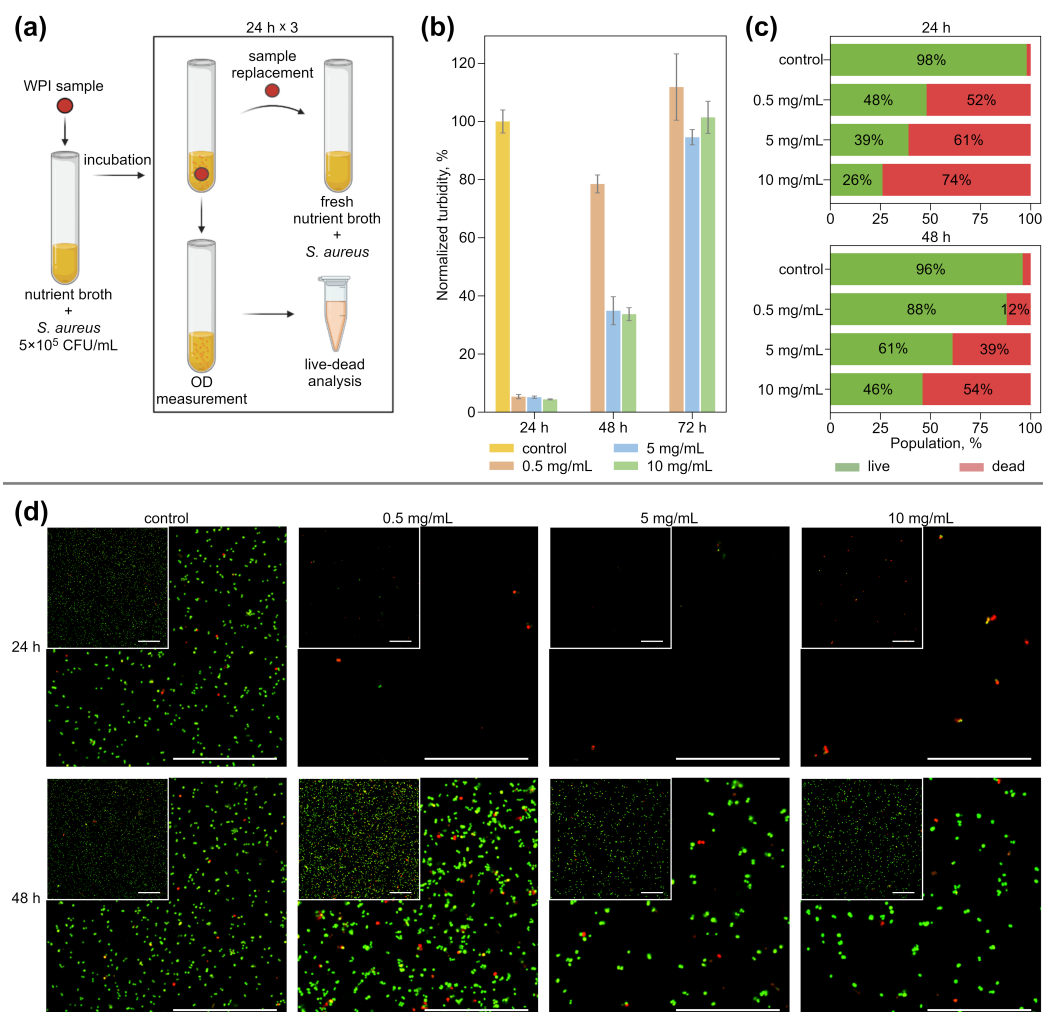 (a)
24 h × 3
WPI sample
sample
replacement
incubation
fresh
nutrient broth
+
S. aureus
nutrient broth
+
S. aureus
5×10⁵ CFU/mL
OD
measurement
live-dead
analysis
(b)
Normalized turbidity, %
120
100
80
60
40
20
0
24 h
48 h
72 h
control
0.5 mg/mL
5 mg/mL
10 mg/mL
(c)
24 h
control
98%
0.5 mg/mL
48%
52%
5 mg/mL
39%
61%
10 mg/mL
26%
74%
0
25
50
75
100
48 h
control
96%
0.5 mg/mL
88%
12%
5 mg/mL
61%
39%
10 mg/mL
46%
54%
0
25
50
75
100
Population, %
live
dead
(d)
control
0.5 mg/mL
5 mg/mL
10 mg/mL
24 h
48 h